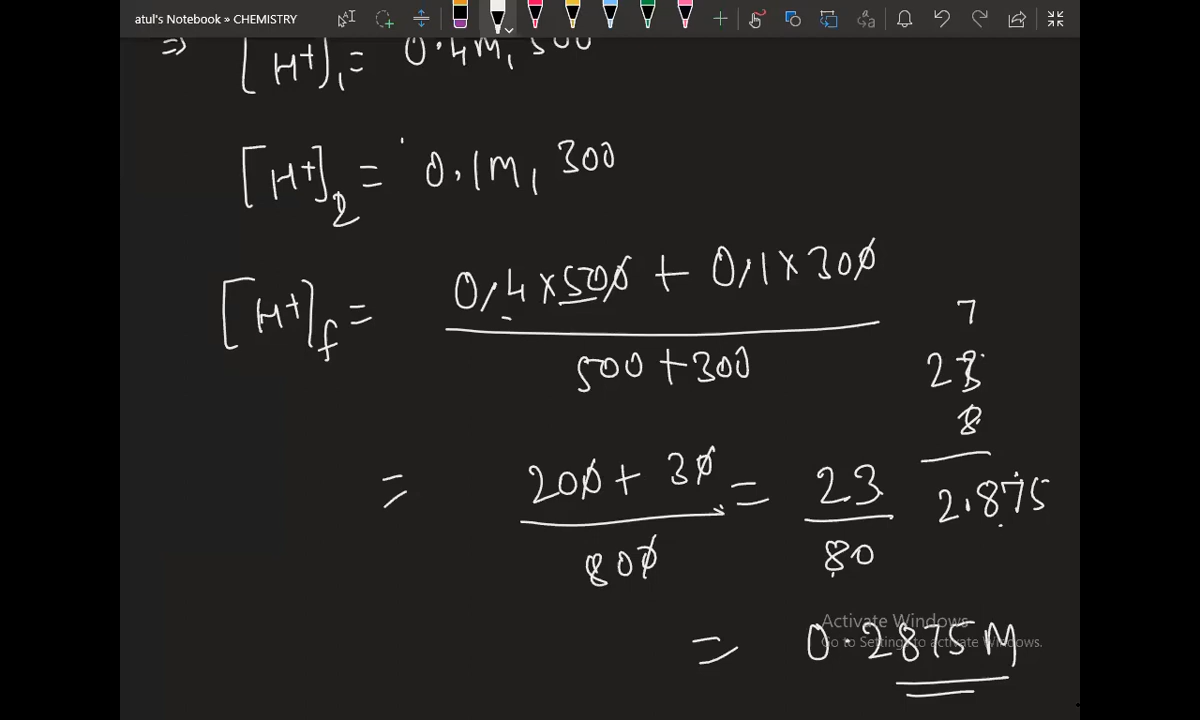 atul's Notebook » CHEMISTRY
⇒ [H+]1 = 0.4M, 500
[H+]2 = 0.1M, 300
[H+]f = 0.4×500 + 0.1×300
500+300
7
23
8
2.875
= 200+30 = 23
800 80
= 0.2875 M
Activate Windows
Go to Settings to activate Windows.